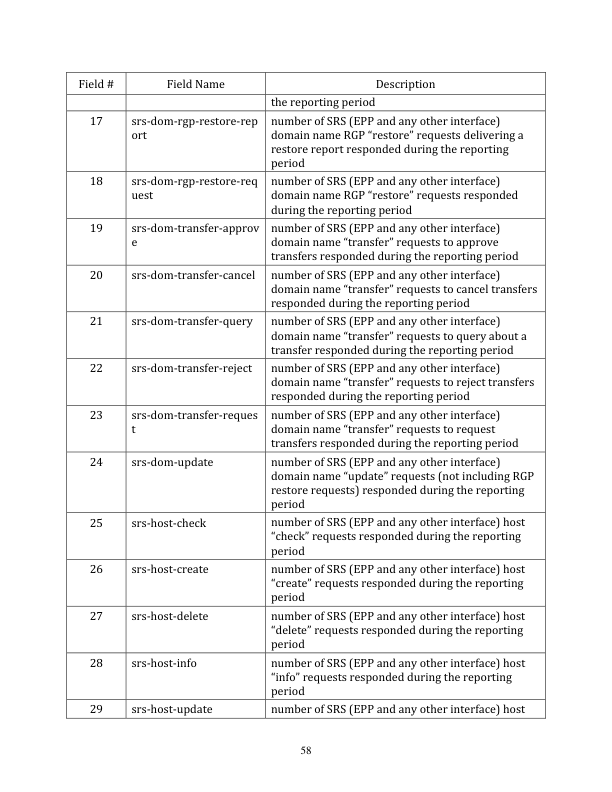 Field # Field Name Description
the reporting period
17 srs-dom-rgp-restore-rep number of SRS (EPP and any other interface)
ort domain name RGP “restore” requests delivering a
restore report responded during the reporting
period
18 srs-dom-rgp-restore-req number of SRS (EPP and any other interface)
uest domain name RGP “restore” requests responded
during the reporting period
19 srs-dom-transfer-approv number of SRS (EPP and any other interface)
e domain name “transfer” requests to approve
transfers responded during the reporting period
20 srs-dom-transfer-cancel number of SRS (EPP and any other interface)
domain name “transfer” requests to cancel transfers
responded during the reporting period
21 srs-dom-transfer-query number of SRS (EPP and any other interface)
domain name “transfer” requests to query about a
transfer responded during the reporting period
22 srs-dom-transfer-reject number of SRS (EPP and any other interface)
domain name “transfer” requests to reject transfers
responded during the reporting period
23 srs-dom-transfer-reques number of SRS (EPP and any other interface)
t domain name “transfer” requests to request
transfers responded during the reporting period
24 srs-dom-update number of SRS (EPP and any other interface)
domain name “update” requests (not including RGP
restore requests) responded during the reporting
period
25 srs-host-check number of SRS (EPP and any other interface) host
“check” requests responded during the reporting
period
26 srs-host-create number of SRS (EPP and any other interface) host
“create” requests responded during the reporting
period
27 srs-host-delete number of SRS (EPP and any other interface) host
“delete” requests responded during the reporting
period
28 srs-host-info number of SRS (EPP and any other interface) host
“info” requests responded during the reporting
period
29 srs-host-update number of SRS (EPP and any other interface) host
58